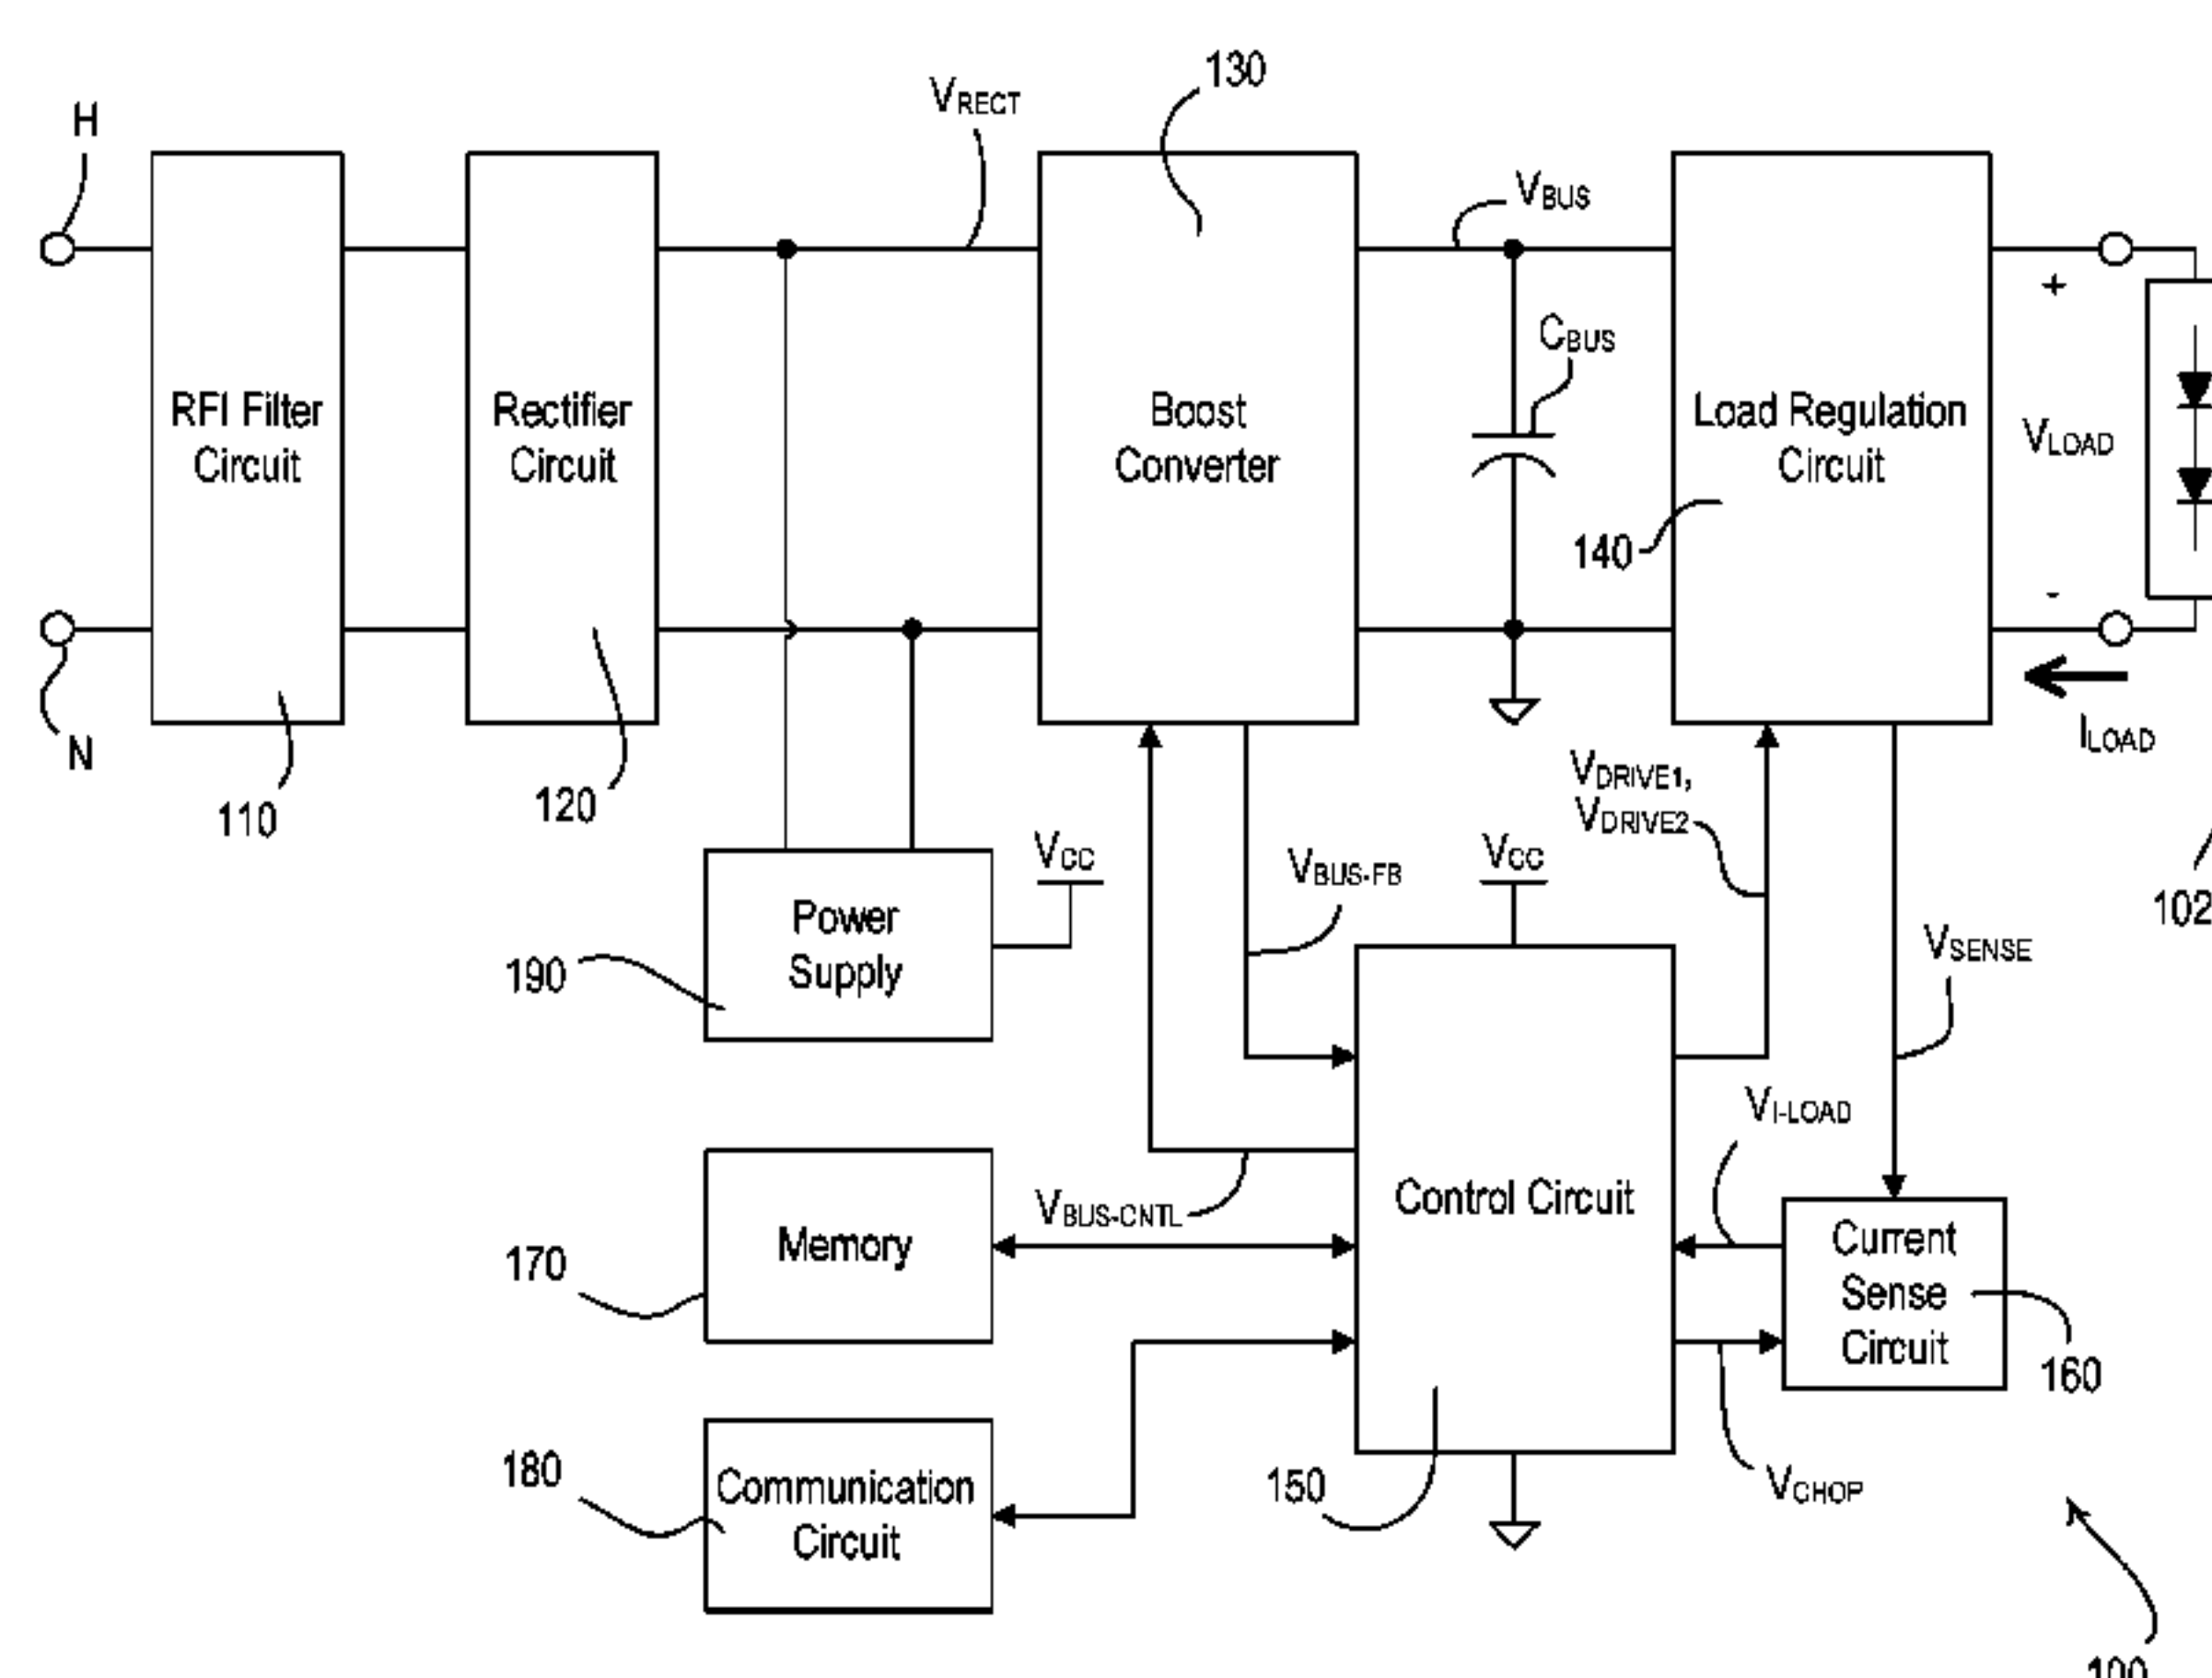 130
VRECT
H
VBUS
CBUS
RFI Filter
Circuit
Rectifier
Circuit
Boost
Converter
Load Regulation
Circuit
+
VLOAD
140
-
N
ILOAD
110
120
VDRIVE1,
VDRIVE2
VCC
VCC
VBUS-FB
102
Power
Supply
190
VSENSE
VI-LOAD
Control Circuit
VBUS-CNTL
Memory
170
Current
Sense
Circuit
160
180
Communication
Circuit
150
VCHOP
100